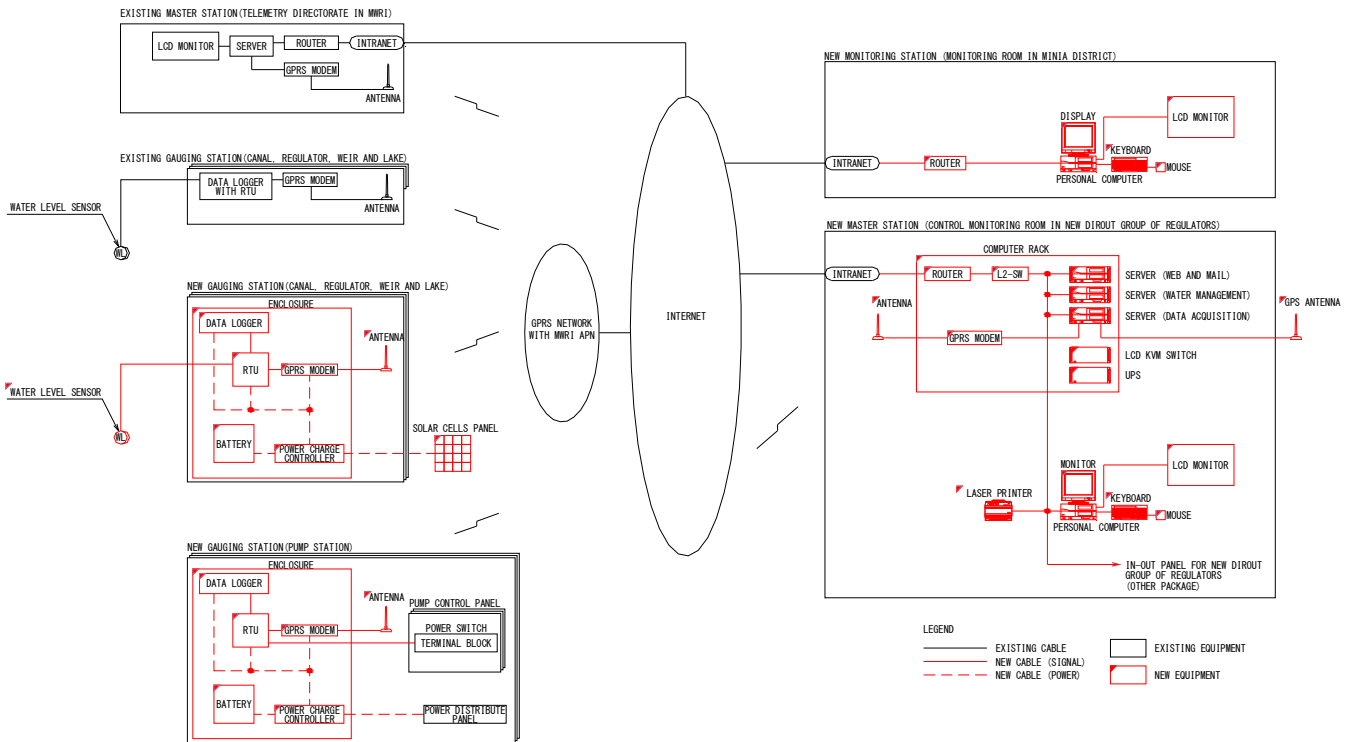 EXISTING MASTER STATION(TELEMETRY DIRECTORATE IN MWRI)
LCD MONITOR
SERVER
ROUTER
INTRANET
GPRS MODEM
ANTENNA
EXISTING GAUGING STATION(CANAL, REGULATOR, WEIR AND LAKE)
DATA LOGGER
WITH RTU
GPRS MODEM
ANTENNA
WATER LEVEL SENSOR
WL
NEW GAUGING STATION(CANAL, REGULATOR, WEIR AND LAKE)
ENCLOSURE
DATA LOGGER
ANTENNA
RTU
GPRS MODEM
WATER LEVEL SENSOR
WL
BATTERY
POWER CHARGE
CONTROLLER
SOLAR CELLS PANEL
NEW GAUGING STATION(PUMP STATION)
ENCLOSURE
DATA LOGGER
ANTENNA
RTU
GPRS MODEM
PUMP CONTROL PANEL
POWER SWITCH
TERMINAL BLOCK
BATTERY
POWER CHARGE
CONTROLLER
POWER DISTRIBUTE
PANEL
GPRS NETWORK
WITH MWRI APN
INTERNET
NEW MONITORING STATION (MONITORING ROOM IN MINIA DISTRICT)
INTRANET
ROUTER
DISPLAY
LCD MONITOR
KEYBOARD
MOUSE
PERSONAL COMPUTER
NEW MASTER STATION (CONTROL MONITORING ROOM IN NEW DIROUT GROUP OF REGULATORS)
COMPUTER RACK
INTRANET
ROUTER
L2-SW
SERVER (WEB AND MAIL)
SERVER (WATER MANAGEMENT)
SERVER (DATA ACQUISITION)
ANTENNA
GPS ANTENNA
GPRS MODEM
LCD KVM SWITCH
UPS
MONITOR
LCD MONITOR
LASER PRINTER
KEYBOARD
MOUSE
PERSONAL COMPUTER
IN-OUT PANEL FOR NEW DIROUT
GROUP OF REGULATORS
(OTHER PACKAGE)
LEGEND
EXISTING CABLE
NEW CABLE (SIGNAL)
NEW CABLE (POWER)
EXISTING EQUIPMENT
NEW EQUIPMENT